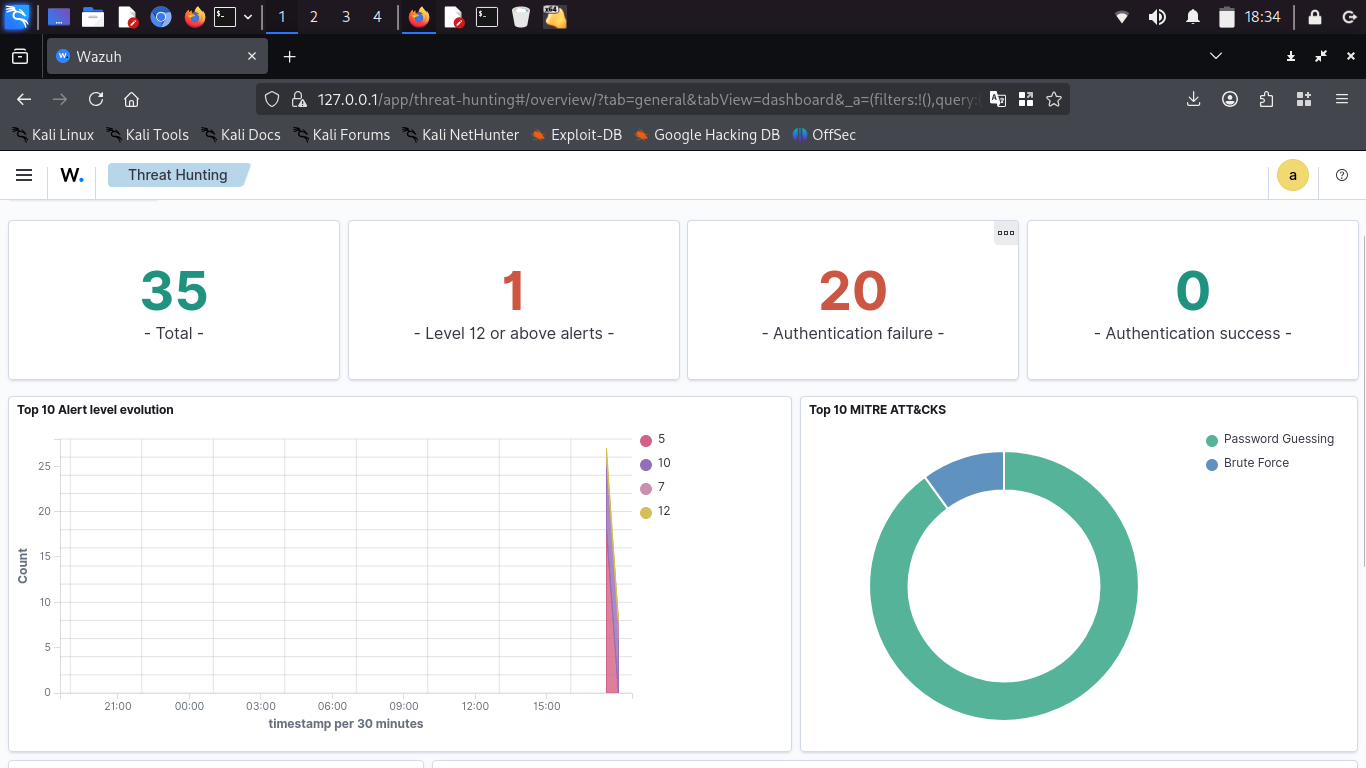 1 2 3 4 18:34
Wazuh
127.0.0.1/app/threat-hunting#/overview/?tab=general&tabView=dashboard&_a=(filters:!(),query:
Kali Linux Kali Tools Kali Docs Kali Forums Kali NetHunter Exploit-DB Google Hacking DB OffSec
W. Threat Hunting a
35 1 20 0
- Total - - Level 12 or above alerts - - Authentication failure - - Authentication success -
Top 10 Alert level evolution
5
10
7
12
25
20
15
10
5
0
Count
21:00 00:00 03:00 06:00 09:00 12:00 15:00
timestamp per 30 minutes
Top 10 MITRE ATT&CKS
Password Guessing
Brute Force